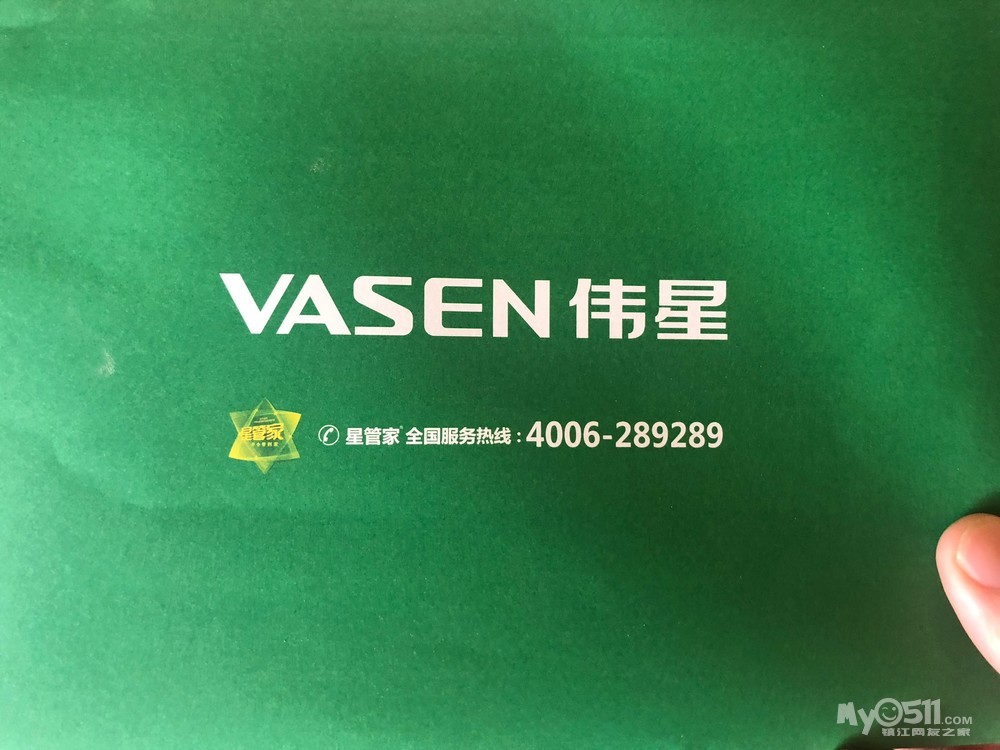 VASEN 伟星
星管家
星管家® 全国服务热线：4006-289289
My0511.com
镇江网友之家